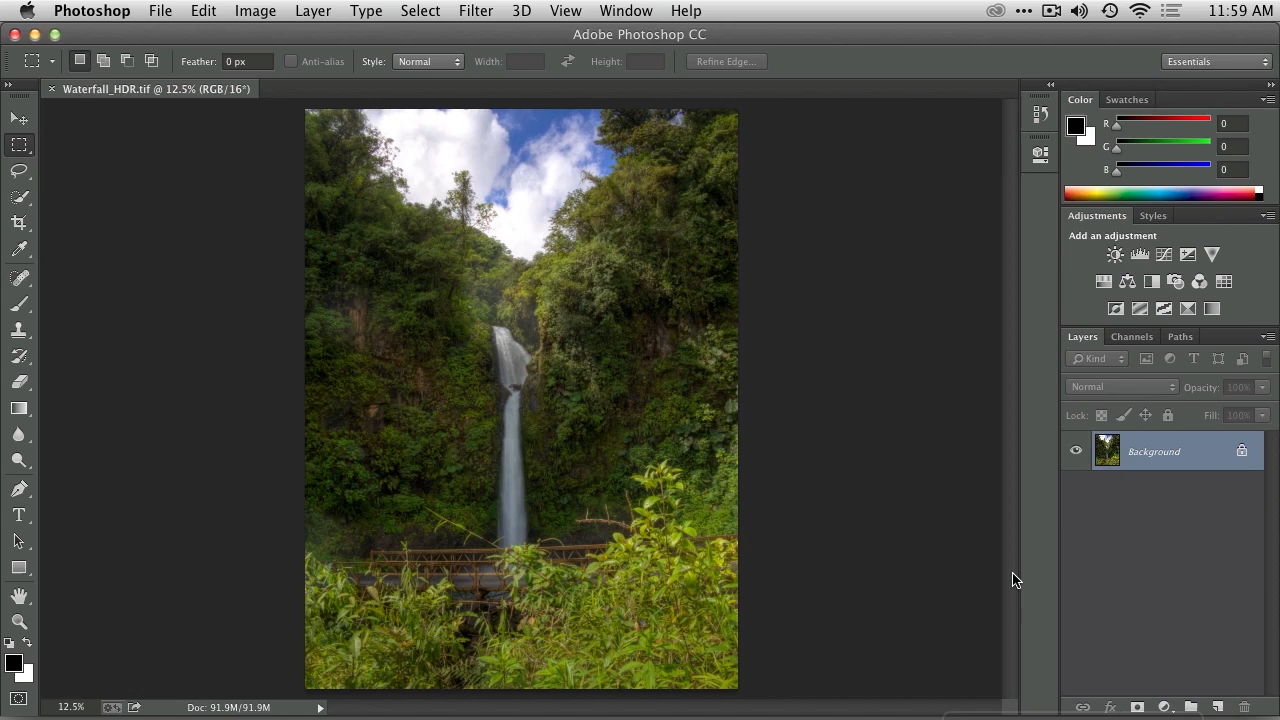 Photoshop File Edit Image Layer Type Select Filter 3D View Window Help 11:59 AM
Adobe Photoshop CC
Feather: 0 px Anti-alias Style: Normal Width: Height: Refine Edge... Essentials
× Waterfall_HDR.tif @ 12.5% (RGB/16*)
Color Swatches
R 0
G 0
B 0
Adjustments Styles
Add an adjustment
Layers Channels Paths
Kind
Normal Opacity: 100%
Lock: Fill: 100%
Background
12.5% Doc: 91.9M/91.9M